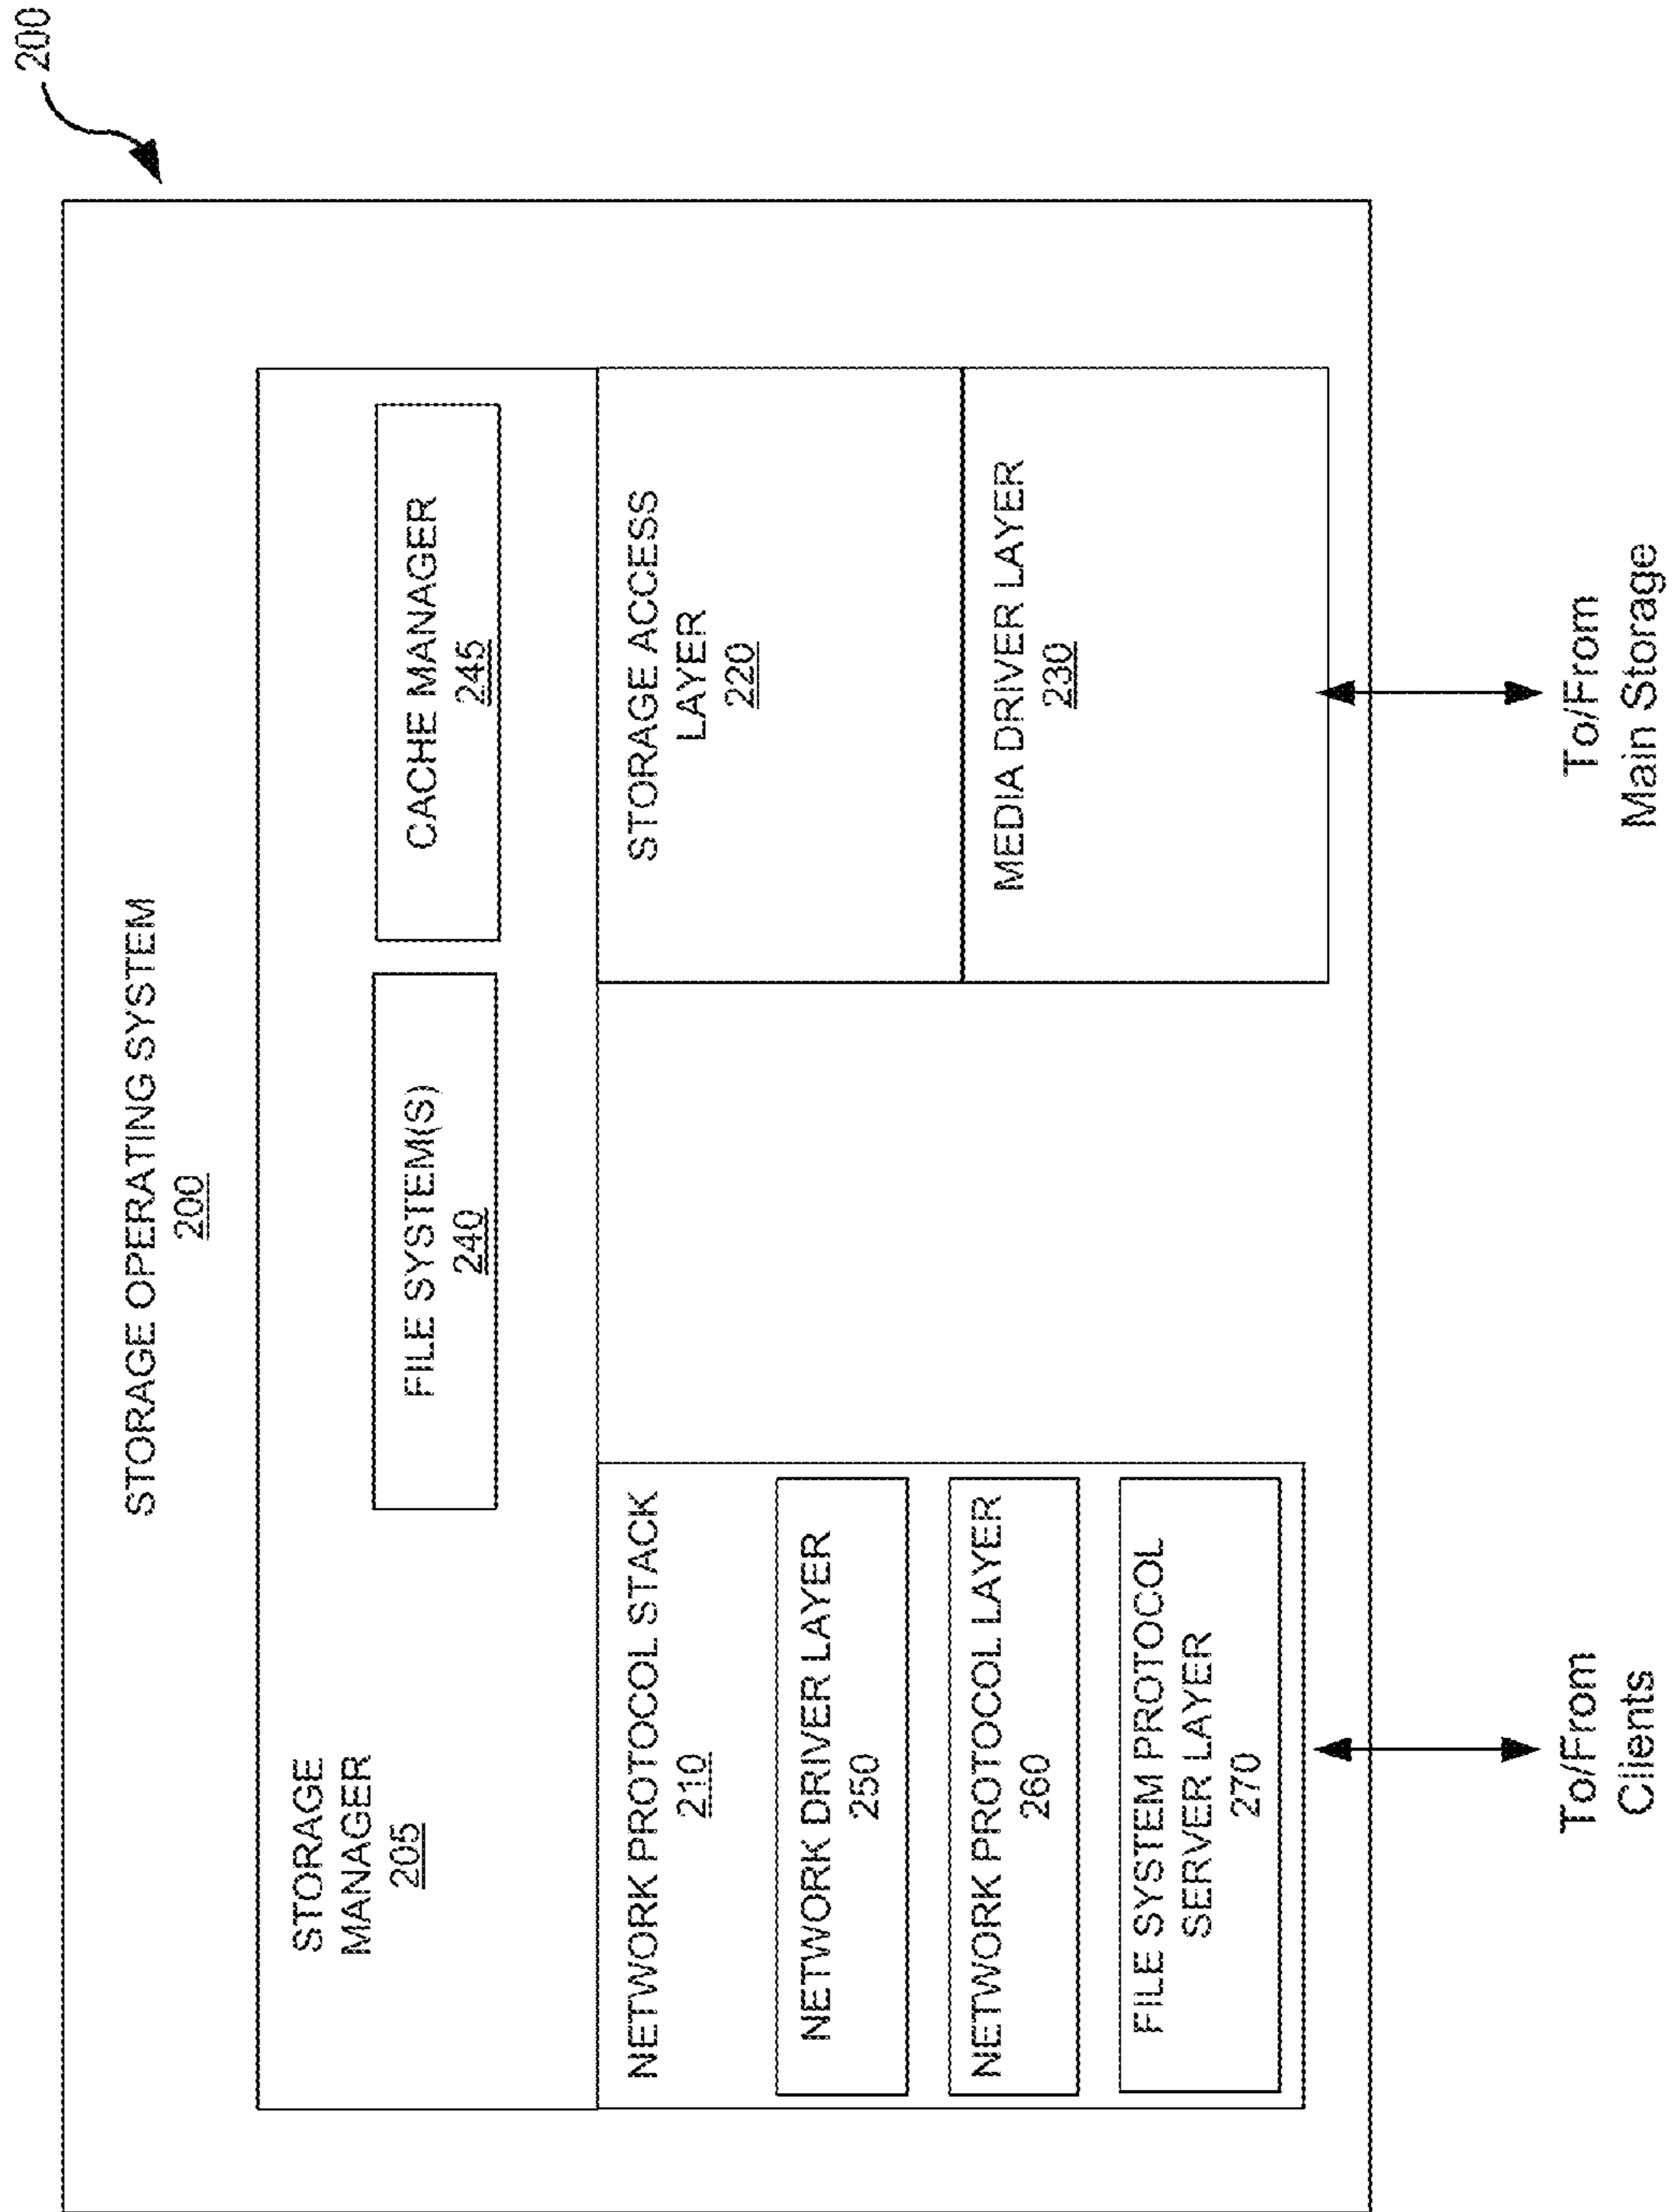 200
STORAGE OPERATING SYSTEM
200
STORAGE
MANAGER
205
FILE SYSTEM(S)
240
CACHE MANAGER
245
NETWORK PROTOCOL STACK
210
NETWORK DRIVER LAYER
250
NETWORK PROTOCOL LAYER
260
FILE SYSTEM PROTOCOL
SERVER LAYER
270
STORAGE ACCESS
LAYER
220
MEDIA DRIVER LAYER
230
To/From
Clients
To/From
Main Storage